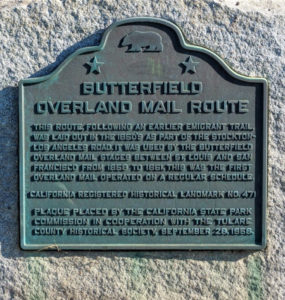 BUTTERFIELD
OVERLAND MAIL ROUTE
THIS ROUTE, FOLLOWING AN EARLIER EMIGRANT TRAIL,
WAS LAID OUT IN THE 1850S AS PART OF THE STOCKTON-
LOS ANGELES ROAD. IT WAS USED BY THE BUTTERFIELD
OVERLAND MAIL STAGES BETWEEN ST. LOUIS AND SAN
FRANCISCO FROM 1858 TO 1861. THIS WAS THE FIRST
OVERLAND MAIL OPERATED ON A REGULAR SCHEDULE.
CALIFORNIA REGISTERED HISTORICAL LANDMARK NO. 471
PLAQUE PLACED BY THE CALIFORNIA STATE PARK
COMMISSION IN COOPERATION WITH THE TULARE
COUNTY HISTORICAL SOCIETY, SEPTEMBER 28, 1958.